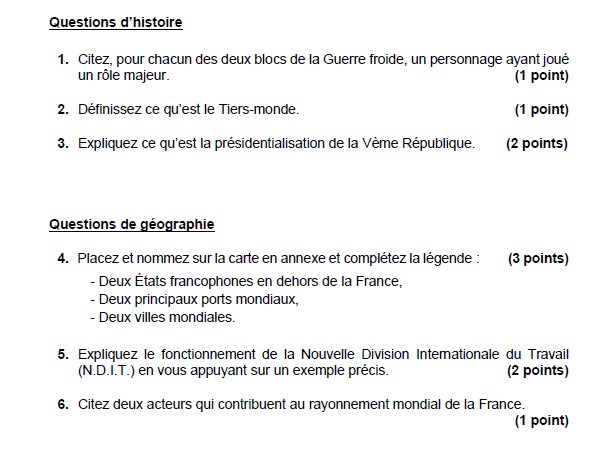 Questions d'histoire
1. Citez, pour chacun des deux blocs de la Guerre froide, un personnage ayant joué
un rôle majeur. (1 point)
2. Définissez ce qu'est le Tiers-monde. (1 point)
3. Expliquez ce qu'est la présidentialisation de la Vème République. (2 points)
Questions de géographie
4. Placez et nommez sur la carte en annexe et complétez la légende : (3 points)
- Deux États francophones en dehors de la France,
- Deux principaux ports mondiaux,
- Deux villes mondiales.
5. Expliquez le fonctionnement de la Nouvelle Division Internationale du Travail
(N.D.I.T.) en vous appuyant sur un exemple précis. (2 points)
6. Citez deux acteurs qui contribuent au rayonnement mondial de la France.
(1 point)